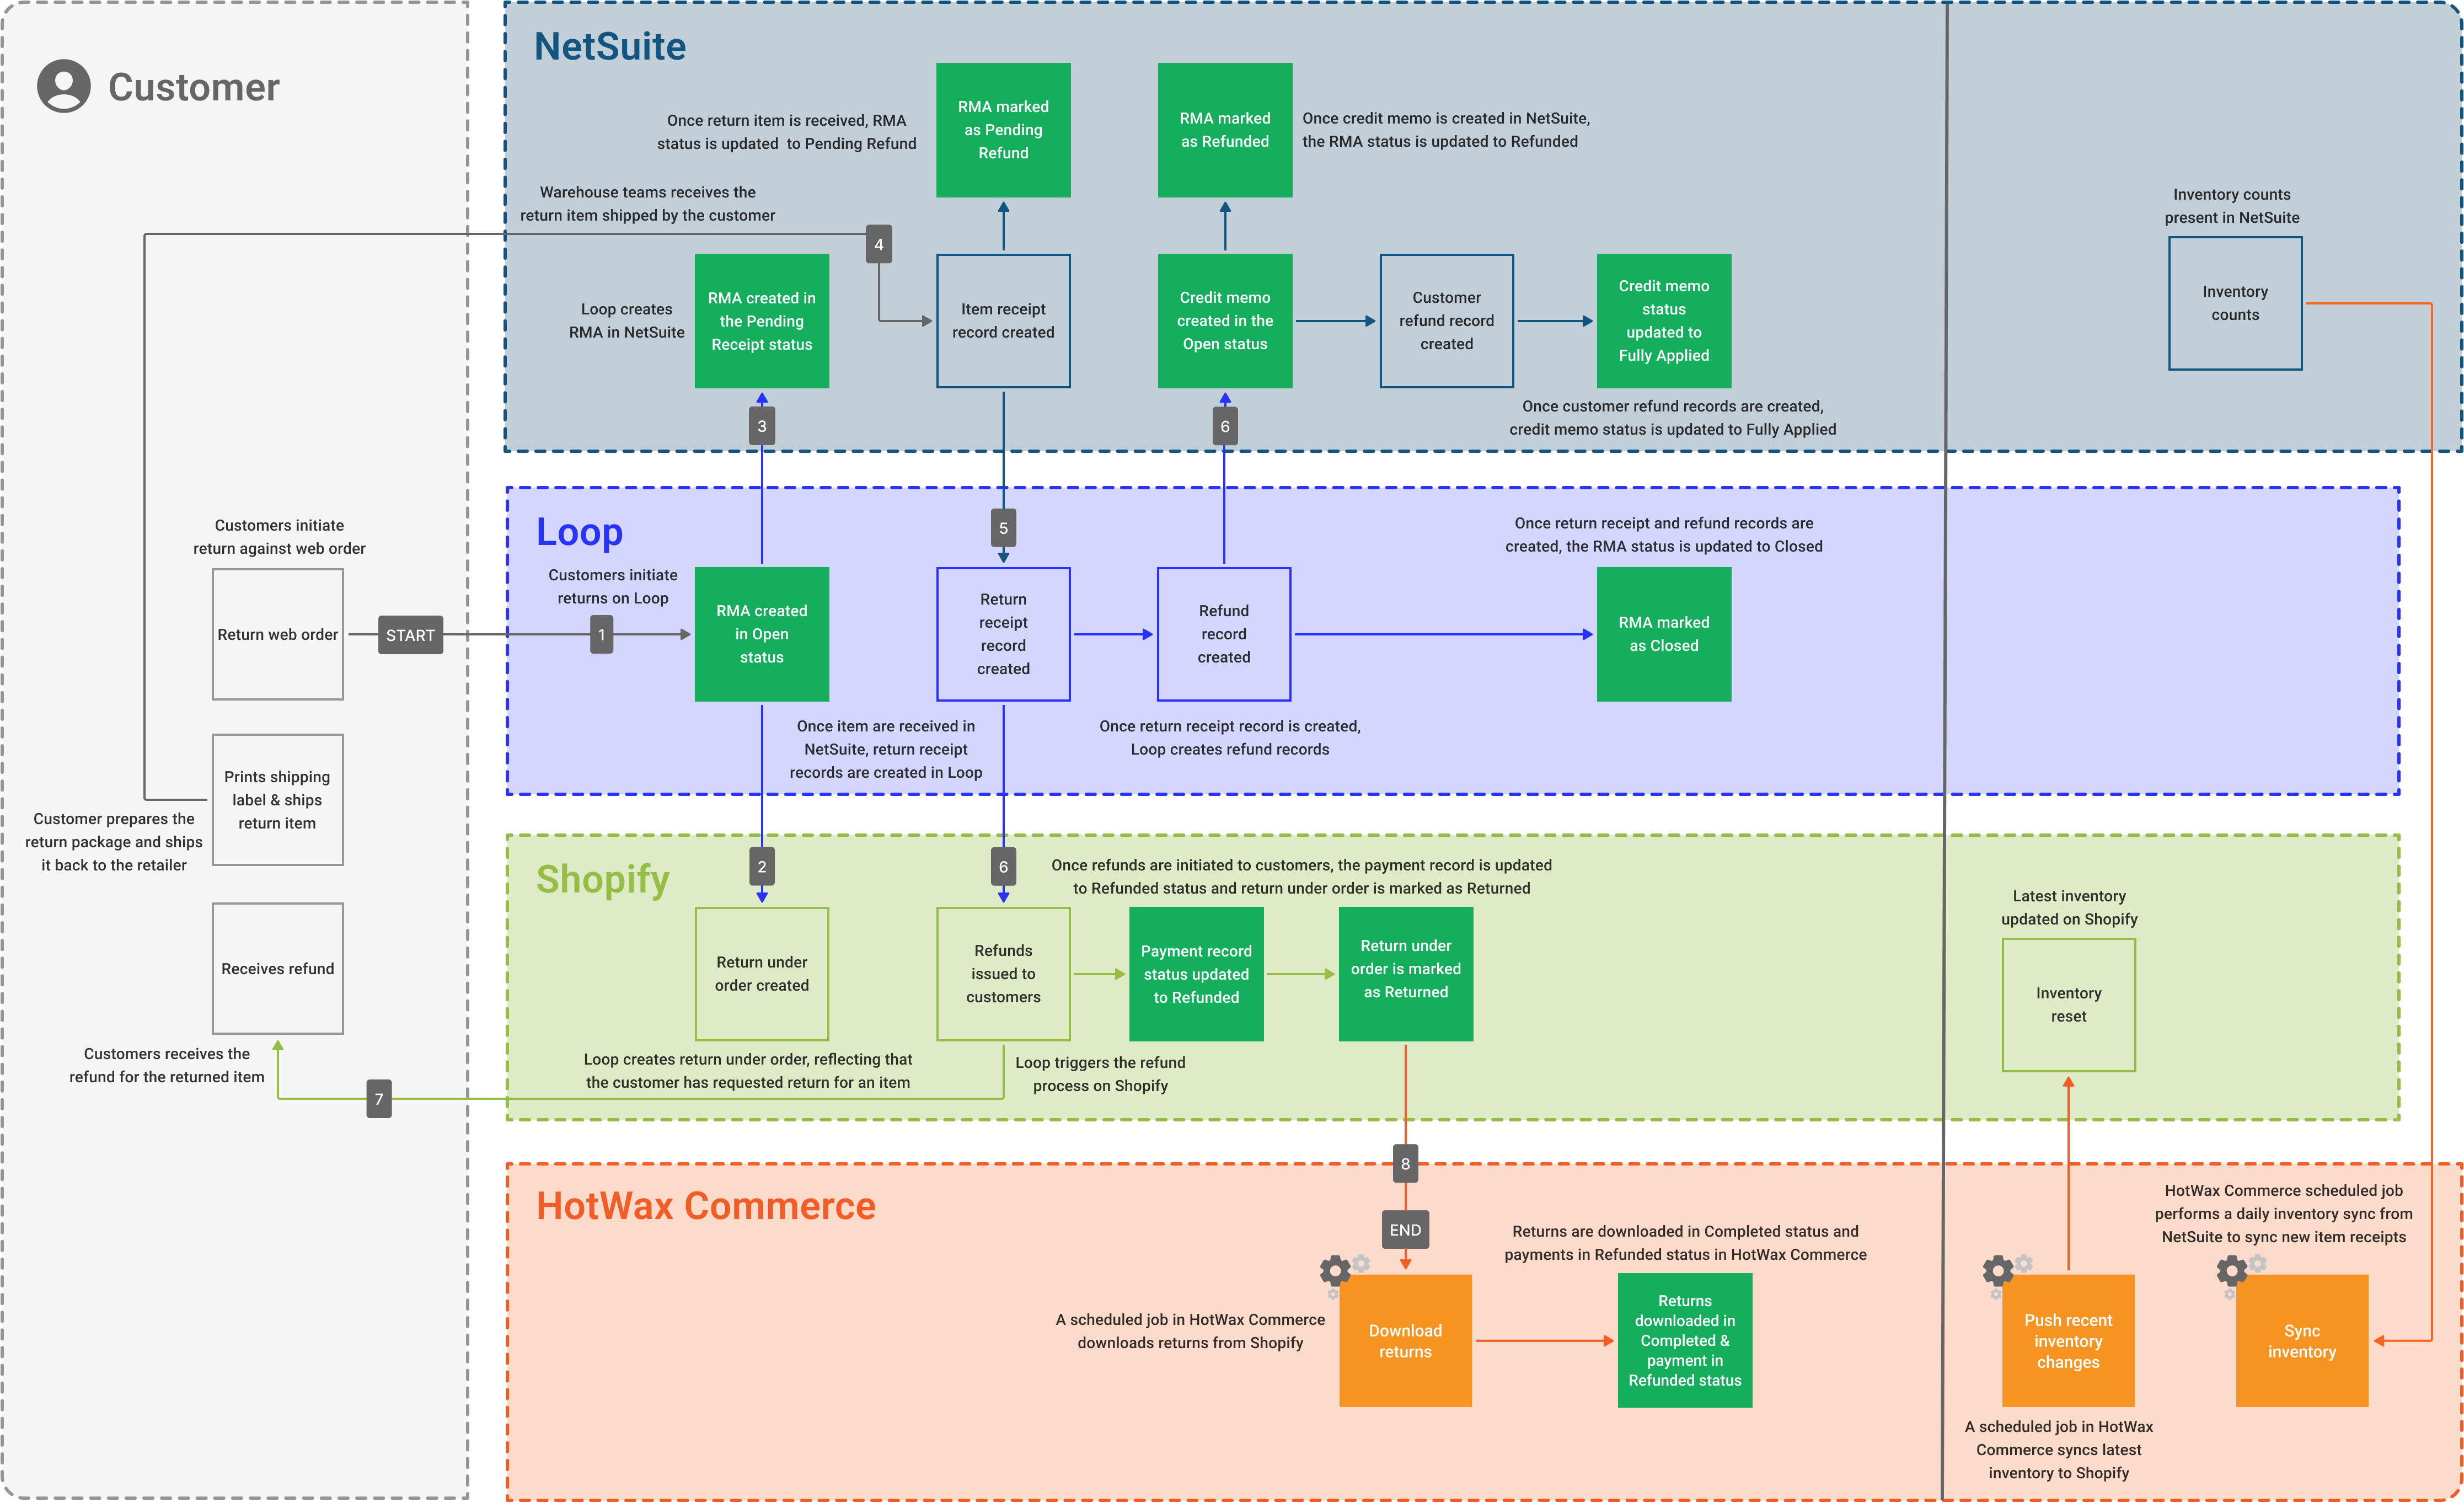 Customer
Customers initiate
return against web order
Return web order
START
Prints shipping
label & ships
return item
Customer prepares the
return package and ships
it back to the retailer
Receives refund
Customers receives the
refund for the returned item
7
NetSuite
Once return item is received, RMA
status is updated  to Pending Refund
RMA marked
as Pending
Refund
RMA marked
as Refunded
Once credit memo is created in NetSuite,
the RMA status is updated to Refunded
Warehouse teams receives the
return item shipped by the customer
4
Loop creates
RMA in NetSuite
RMA created in
the Pending
Receipt status
Item receipt
record created
Credit memo
created in the
Open status
Customer
refund record
created
Credit memo
status
updated to
Fully Applied
Once customer refund records are created,
credit memo status is updated to Fully Applied
3
6
Inventory counts
present in NetSuite
Inventory
counts
Loop
5
Customers initiate
returns on Loop
1
RMA created
in Open
status
Return
receipt
record
created
Refund
record
created
Once return receipt and refund records are
created, the RMA status is updated to Closed
RMA marked
as Closed
Once item are received in
NetSuite, return receipt
records are created in Loop
Once return receipt record is created,
Loop creates refund records
Shopify
2
6
Once refunds are initiated to customers, the payment record is updated
to Refunded status and return under order is marked as Returned
Return under
order created
Refunds
issued to
customers
Payment record
status updated
to Refunded
Return under
order is marked
as Returned
Loop creates return under order, reflecting that
the customer has requested return for an item
Loop triggers the refund
process on Shopify
Latest inventory
updated on Shopify
Inventory
reset
8
HotWax Commerce
END
A scheduled job in HotWax Commerce
downloads returns from Shopify
Download
returns
Returns are downloaded in Completed status and
payments in Refunded status in HotWax Commerce
Returns
downloaded in
Completed &
payment in
Refunded status
HotWax Commerce scheduled job
performs a daily inventory sync from
NetSuite to sync new item receipts
Push recent
inventory
changes
Sync
inventory
A scheduled job in HotWax
Commerce syncs latest
inventory to Shopify